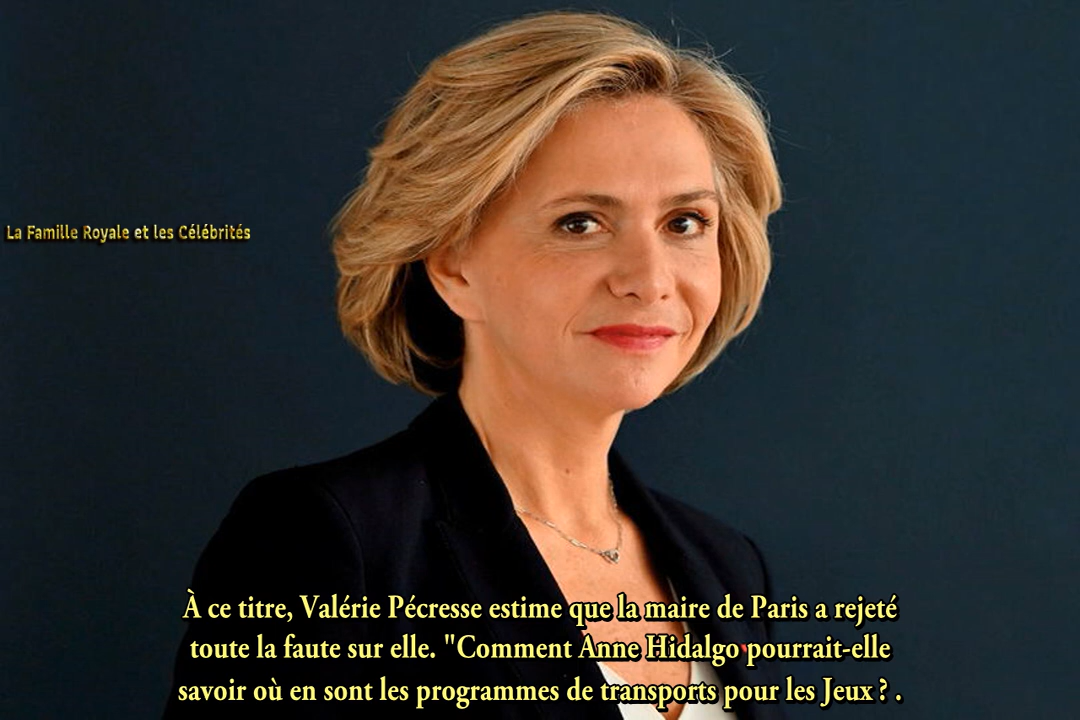 La Famille Royale et les Célébrités
À ce titre, Valérie Pécresse estime que la maire de Paris a rejeté
toute la faute sur elle. "Comment Anne Hidalgo pourrait-elle
savoir où en sont les programmes de transports pour les Jeux ? .